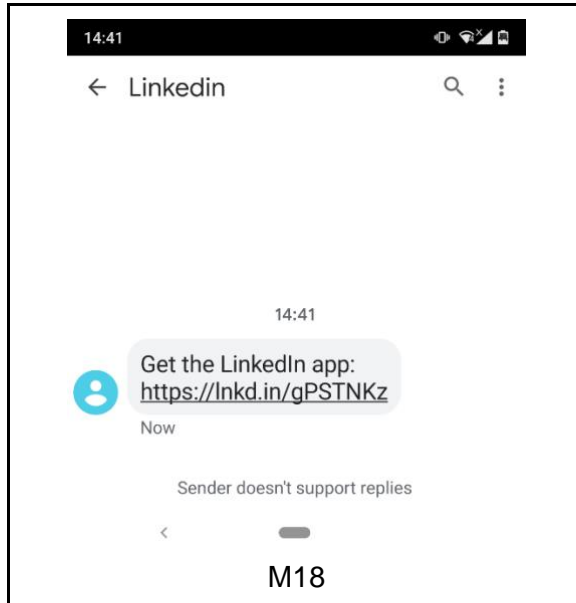 14:41
Linkedin
14:41
Get the LinkedIn app:
https://lnkd.in/gPSTNKz
Now
Sender doesn't support replies
M18